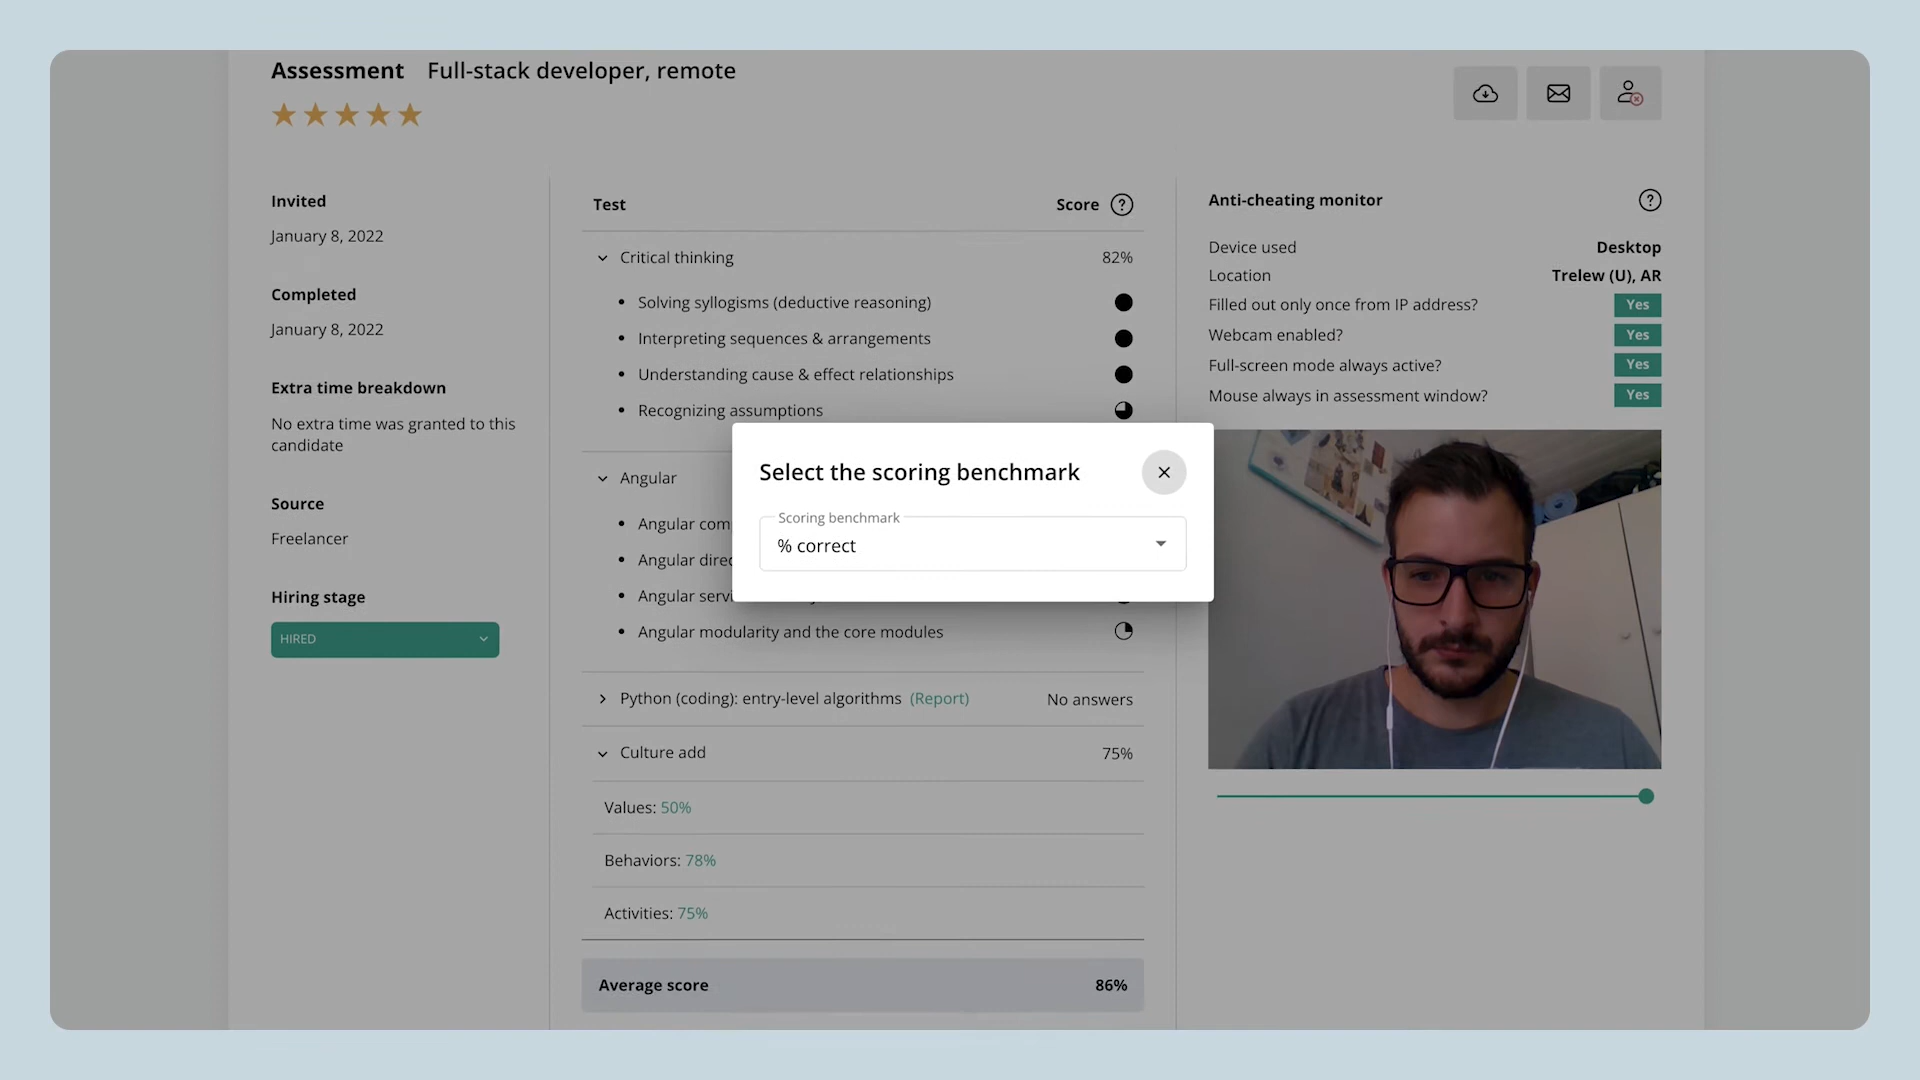 Assessment Full-stack developer, remote
Invited
January 8, 2022
Completed
January 8, 2022
Extra time breakdown
No extra time was granted to this
candidate
Source
Freelancer
Hiring stage
HIRED
Test Score ?
Critical thinking 82%
• Solving syllogisms (deductive reasoning)
• Interpreting sequences & arrangements
• Understanding cause & effect relationships
• Recognizing assumptions
Angular
• Angular
• Angular
• Angular
• Angular modularity and the core modules
Python (coding): entry-level algorithms (Report) No answers
Culture add 75%
Values: 50%
Behaviors: 78%
Activities: 75%
Average score 86%
Select the scoring benchmark
Scoring benchmark
% correct
Anti-cheating monitor ?
Device used Desktop
Location Trelew (U), AR
Filled out only once from IP address? Yes
Webcam enabled? Yes
Full-screen mode always active? Yes
Mouse always in assessment window? Yes